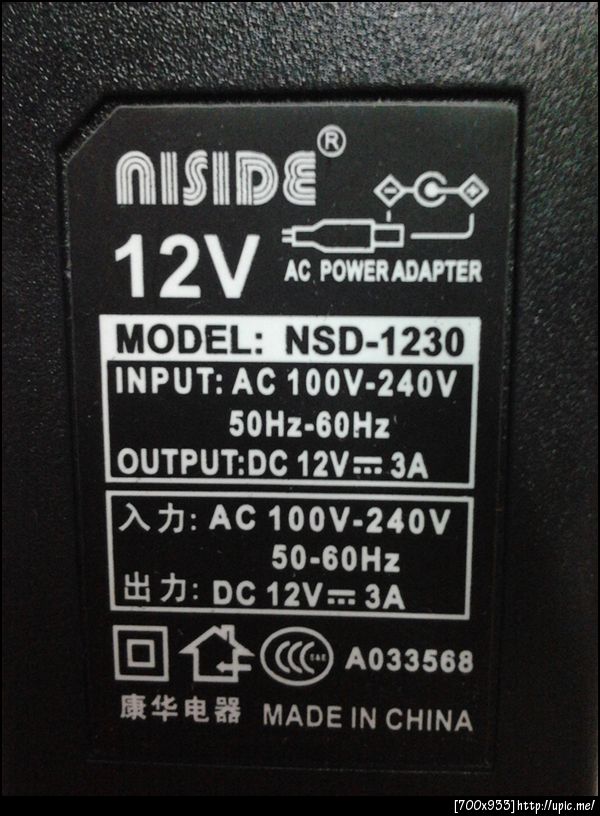 NISIDE®
12V
AC POWER ADAPTER
MODEL: NSD-1230
INPUT: AC 100V-240V
50Hz-60Hz
OUTPUT:DC 12V⎓3A
入力: AC 100V-240V
50-60Hz
出力: DC 12V⎓3A
CCC S&E A033568
康华电器 MADE IN CHINA
[700x933]http://upic.me/